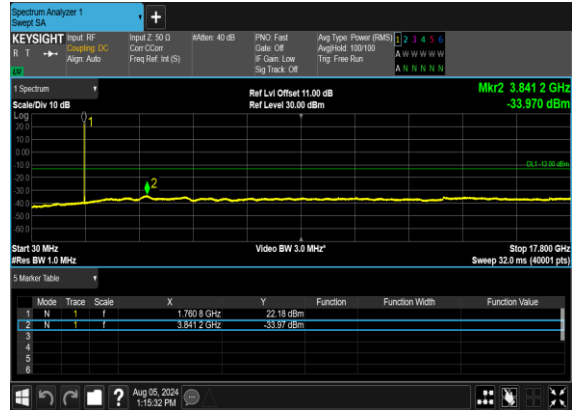 Spectrum Analyzer 1
Swept SA
+
KEYSIGHT Input: RF Input Z: 50 Ω #Atten: 40 dB PNO: Fast Avg Type: Power (RMS) 1 2 3 4 5 6
R T Coupling: DC Corr CCorr Gate: Off Avg|Hold: 100/100 A W W W W W
Align: Auto Freq Ref: Int (S) IF Gain: Low Trig: Free Run
Sig Track: Off A N N N N N
1 Spectrum Ref Lvl Offset 11.00 dB Mkr2 3.841 2 GHz
Scale/Div 10 dB Ref Level 30.00 dBm -33.970 dBm
Log
1
20.0
10.0
0.00
-10.0 DL1 -13.00 dBm
-20.0
2
-30.0
-40.0
-50.0
-60.0
Start 30 MHz Video BW 3.0 MHz* Stop 17.800 GHz
#Res BW 1.0 MHz Sweep 32.0 ms (40001 pts)
5 Marker Table
Mode Trace Scale X Y Function Function Width Function Value
1 N 1 f 1.760 8 GHz 22.18 dBm
2 N 1 f 3.841 2 GHz -33.97 dBm
3
4
5
6
? Aug 05, 2024
1:15:32 PM